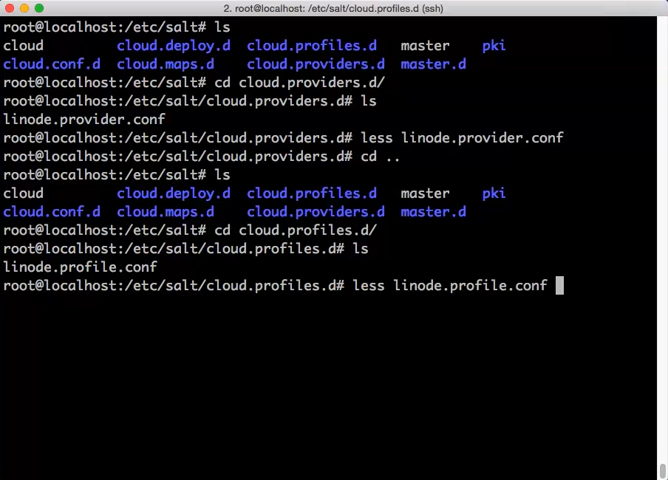 2. root@localhost: /etc/salt/cloud.profiles.d (ssh)
root@localhost:/etc/salt# ls
cloud cloud.deploy.d cloud.profiles.d master pki
cloud.conf.d cloud.maps.d cloud.providers.d master.d
root@localhost:/etc/salt# cd cloud.providers.d/
root@localhost:/etc/salt/cloud.providers.d# ls
linode.provider.conf
root@localhost:/etc/salt/cloud.providers.d# less linode.provider.conf
root@localhost:/etc/salt/cloud.providers.d# cd ..
root@localhost:/etc/salt# ls
cloud cloud.deploy.d cloud.profiles.d master pki
cloud.conf.d cloud.maps.d cloud.providers.d master.d
root@localhost:/etc/salt# cd cloud.profiles.d/
root@localhost:/etc/salt/cloud.profiles.d# ls
linode.profile.conf
root@localhost:/etc/salt/cloud.profiles.d# less linode.profile.conf